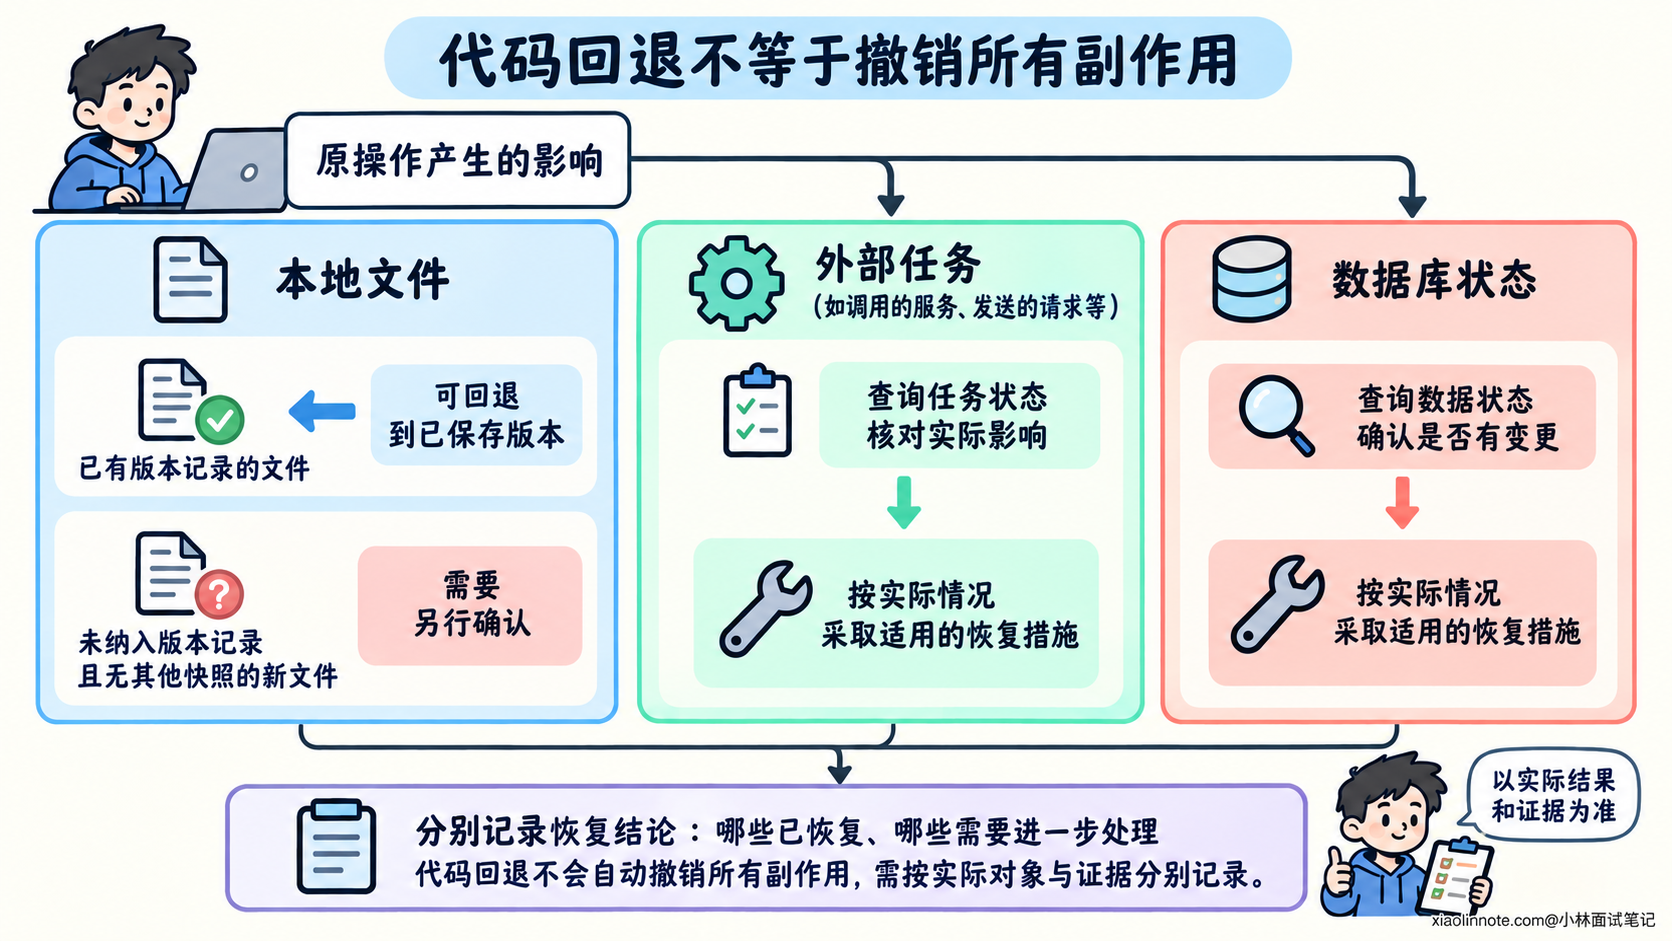 代码回退不等于撤销所有副作用
原操作产生的影响
本地文件
已有版本记录的文件
可回退
到已保存版本
未纳入版本记录
且无其他快照的新文件
需要
另行确认
外部任务
（如调用的服务、发送的请求等）
查询任务状态
核对实际影响
按实际情况
采取适用的恢复措施
数据库状态
查询数据状态
确认是否有变更
按实际情况
采取适用的恢复措施
分别记录恢复结论：哪些已恢复、哪些需要进一步处理
代码回退不会自动撤销所有副作用，需按实际对象与证据分别记录。
以实际结果
和证据为准
xiaolinnote.com@小林面试笔记